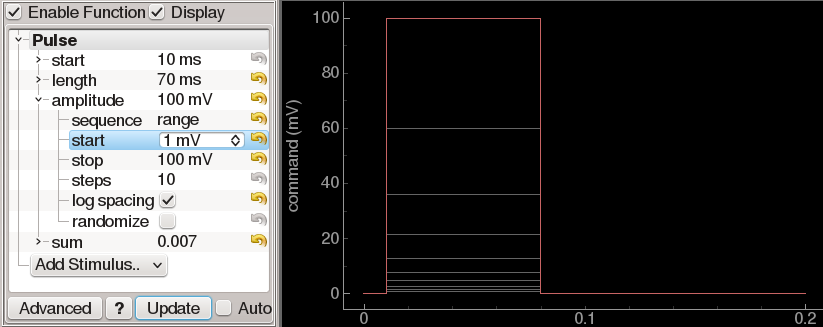 Enable Function Display
Pulse
start 10 ms
length 70 ms
amplitude 100 mV
sequence range
start 1 mV
stop 100 mV
steps 10
log spacing
randomize
sum 0.007
Add Stimulus..
Advanced ? Update Auto
command (mV)
100
80
60
40
20
0
0 0.1 0.2